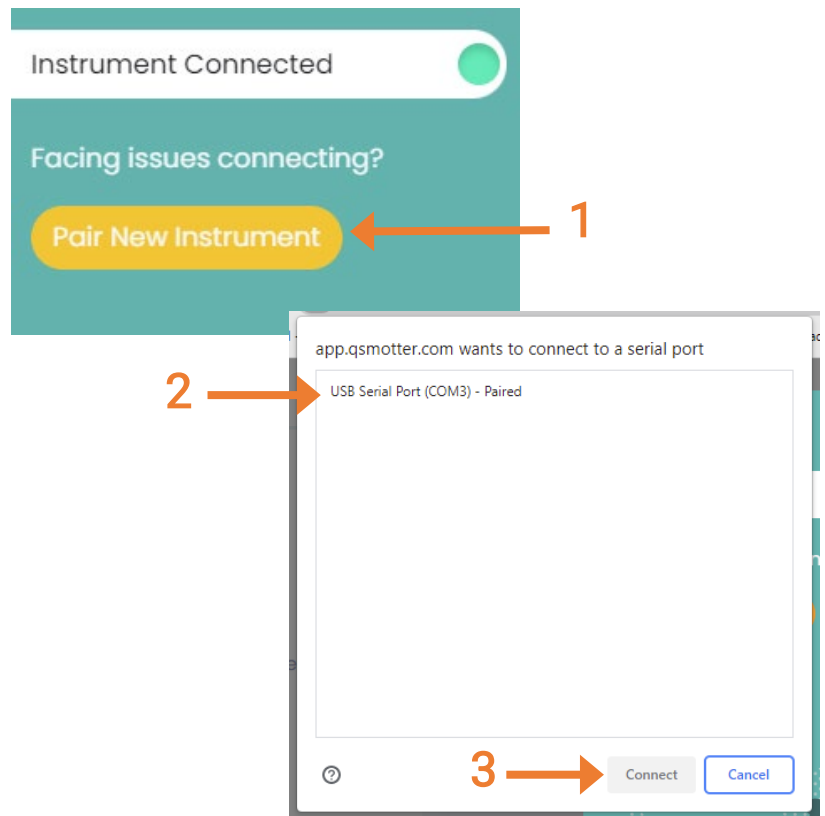 Instrument Connected
Facing issues connecting?
Pair New Instrument
1
app.qsmotter.com wants to connect to a serial port
2
USB Serial Port (COM3) - Paired
3
Connect
Cancel